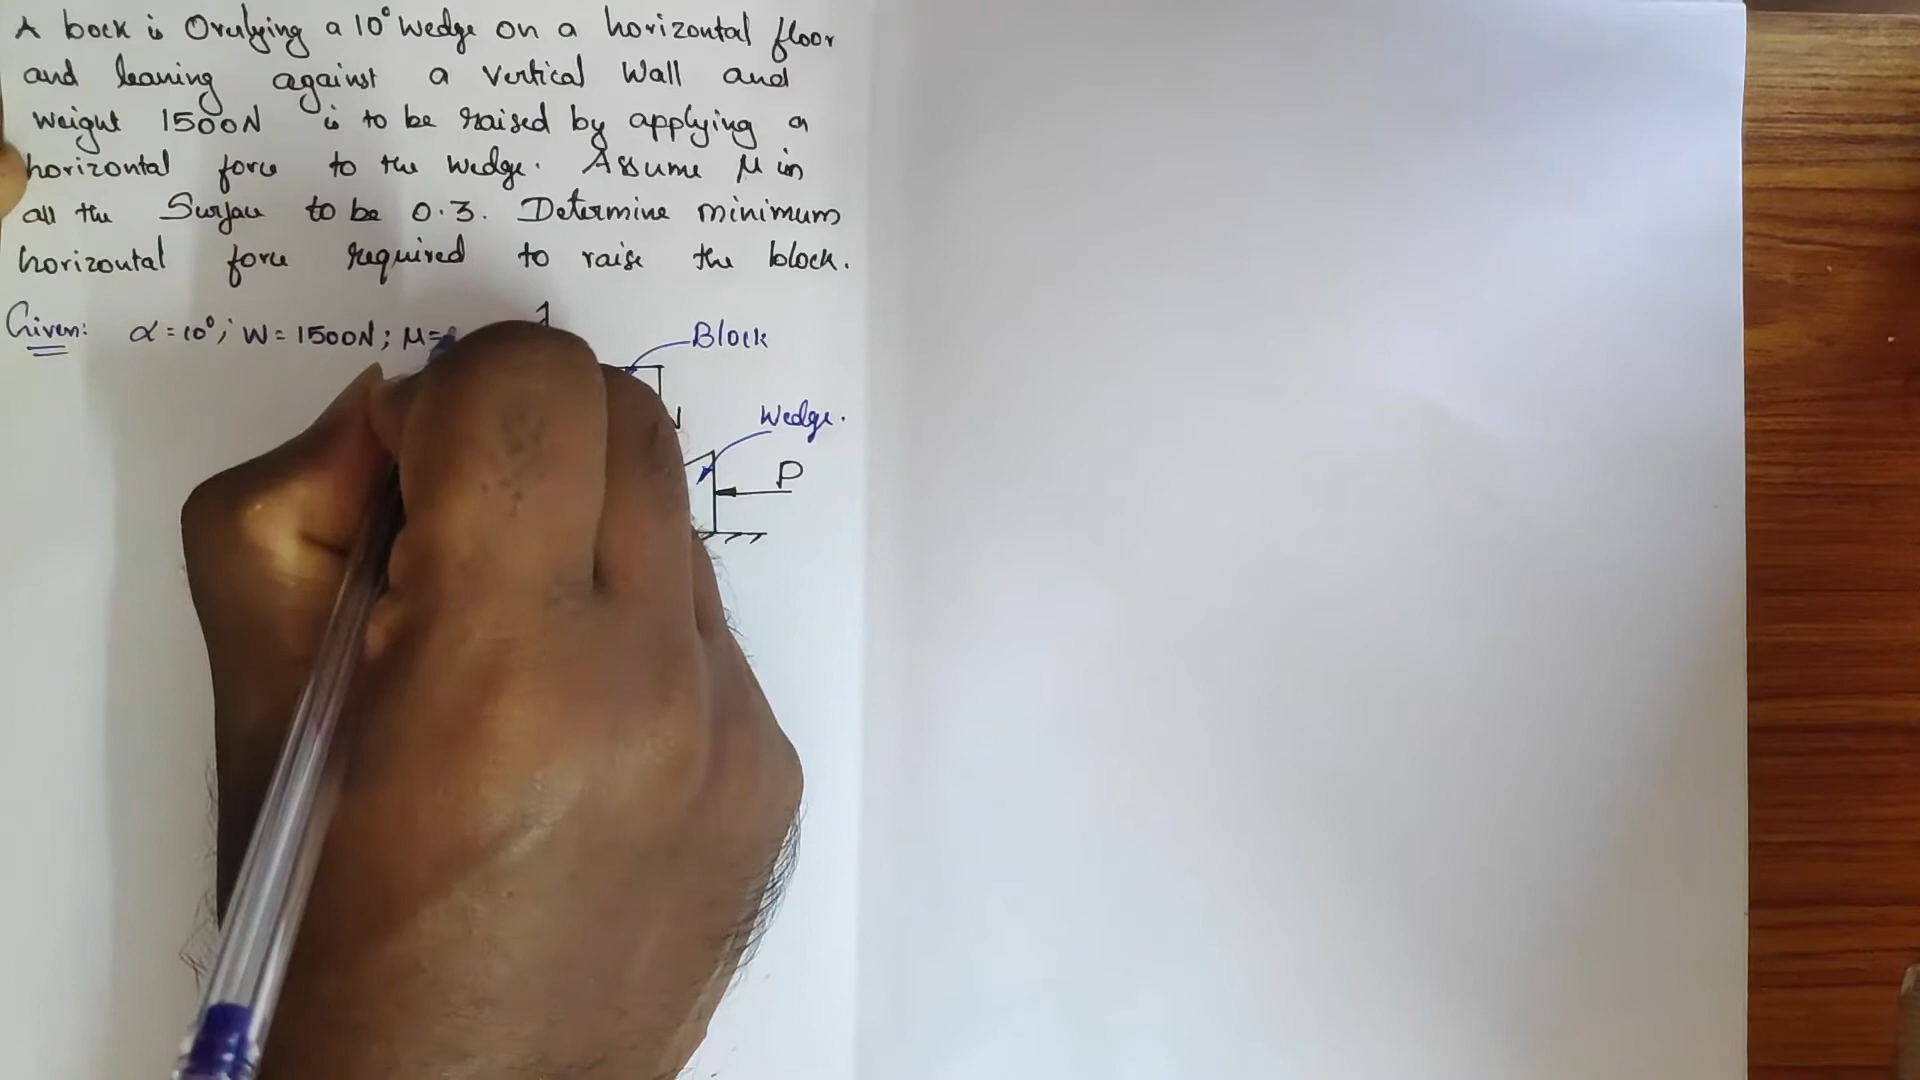 A bock is Overlying a 10° wedge on a horizontal floor
and leaning against a vertical wall and
weight 1500N is to be raised by applying a
horizontal force to the wedge. Assume μ in
all the Surface to be 0.3. Determine minimum
horizontal force required to raise the block.
Given: α = 10°; W = 1500N; μ=
Block
Wedge.
P